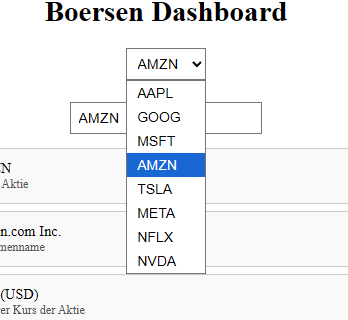 Boersen Dashboard
AMZN
AAPL
AMZN
GOOG
MSFT
AMZN
N
Aktie
TSLA
META
n.com Inc.
menname
NFLX
NVDA
(USD)
er Kurs der Aktie